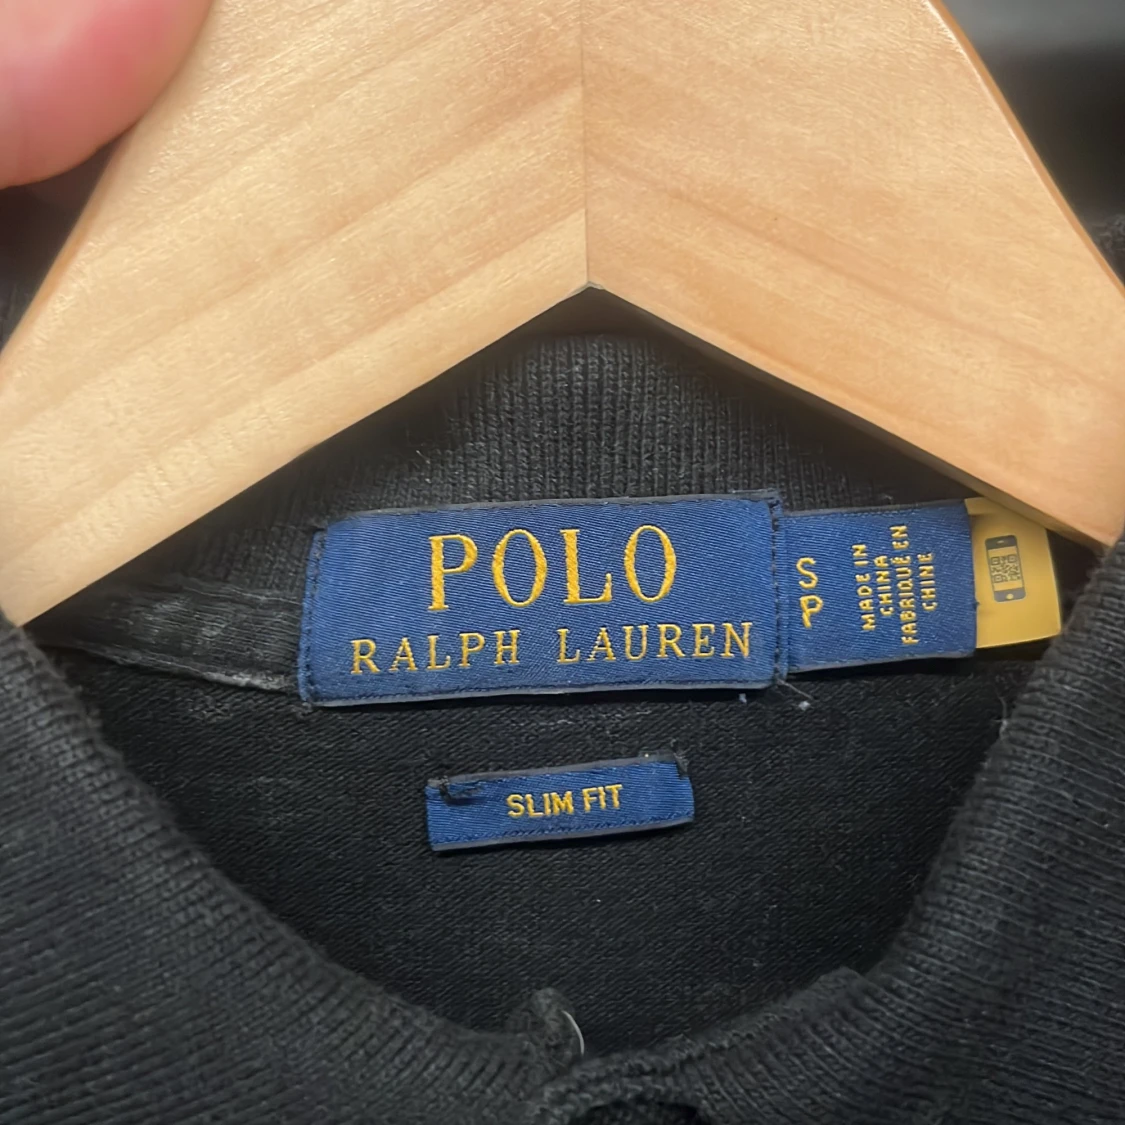 POLO
RALPH LAUREN
S
P
MADE IN
CHINA
FABRIQUÉ EN
CHINE
SLIM FIT